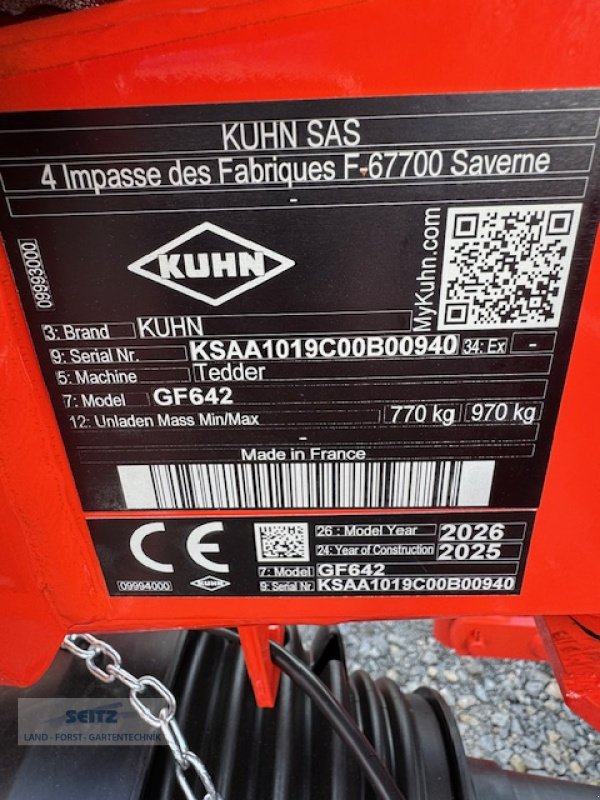 KUHN SAS
4 Impasse des Fabriques F-67700 Saverne
-
09993000
KUHN
MyKuhn.com
3: Brand KUHN
9: Serial Nr. KSAA1019C00B00940 34: Ex -
5: Machine Tedder
7: Model GF642
12: Unladen Mass Min/Max 770 kg 970 kg
-
Made in France
CE
09994000
KUHN
26 : Model Year 2026
24: Year of Construction 2025
7: Model GF642
9: Serial Nr KSAA1019C00B00940
SEITZ
LAND - FORST - GARTENTECHNIK